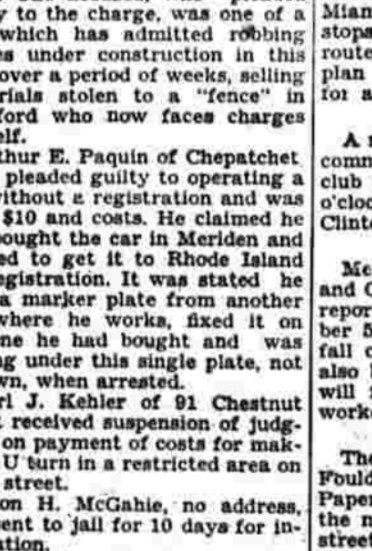 y to the charge, was one of a
which has admitted robbing
es under construction in this
over a period of weeks, selling
rials stolen to a "fence" in
ford who now faces charges
elf.
thur E. Paquin of Chepatchet
pleaded guilty to operating a
without a registration and was
$10 and costs. He claimed he
bought the car in Meriden and
ed to get it to Rhode Island
egistration. It was stated he
a marker plate from another
where he works, fixed it on
ne he had bought and was
ng under this single plate, not
wn, when arrested.
rl J. Kehler of 91 Chestnut
received suspension of judg-
on payment of costs for mak-
U turn in a restricted area on
street.
on H. McGahie, no address,
ent to jail for 10 days for in-
ation.
Mian
stops
route
plan
for a
A
comm
club
o'cloc
Clint
Me
and C
repor
ber 5
fall
also
will
work
The
Fould
Paper
the m
street